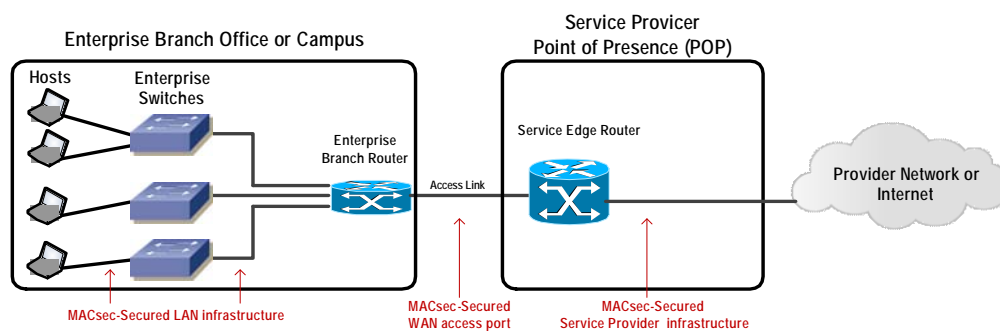 Enterprise Branch Office or Campus
Service Provicer
Point of Presence (POP)
Hosts
Enterprise
Switches
Enterprise
Branch Router
Access Link
Service Edge Router
Provider Network or
Internet
MACsec-Secured LAN infrastructure
MACsec-Secured
WAN access port
MACsec-Secured
Service Provider infrastructure